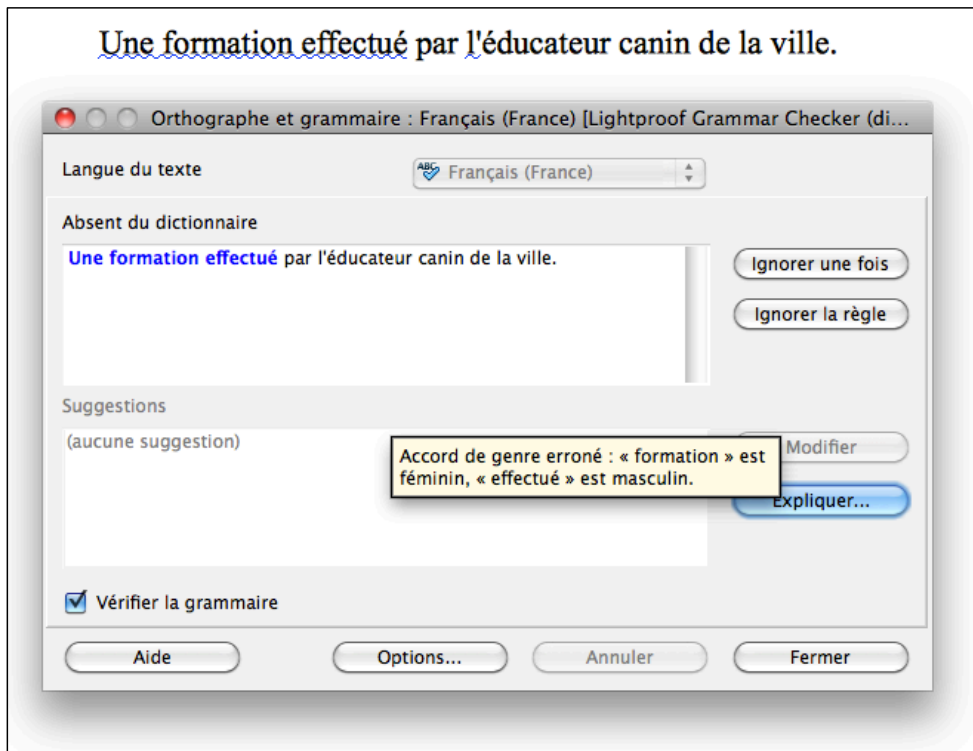 Une formation effectué par l'éducateur canin de la ville.
Orthographe et grammaire : Français (France) [Lightproof Grammar Checker (di...
Langue du texte
ABC Français (France)
Absent du dictionnaire
Une formation effectué par l'éducateur canin de la ville.
Ignorer une fois
Ignorer la règle
Suggestions
(aucune suggestion)
Accord de genre erroné : « formation » est
féminin, « effectué » est masculin.
Modifier
Expliquer...
Vérifier la grammaire
Aide
Options...
Annuler
Fermer